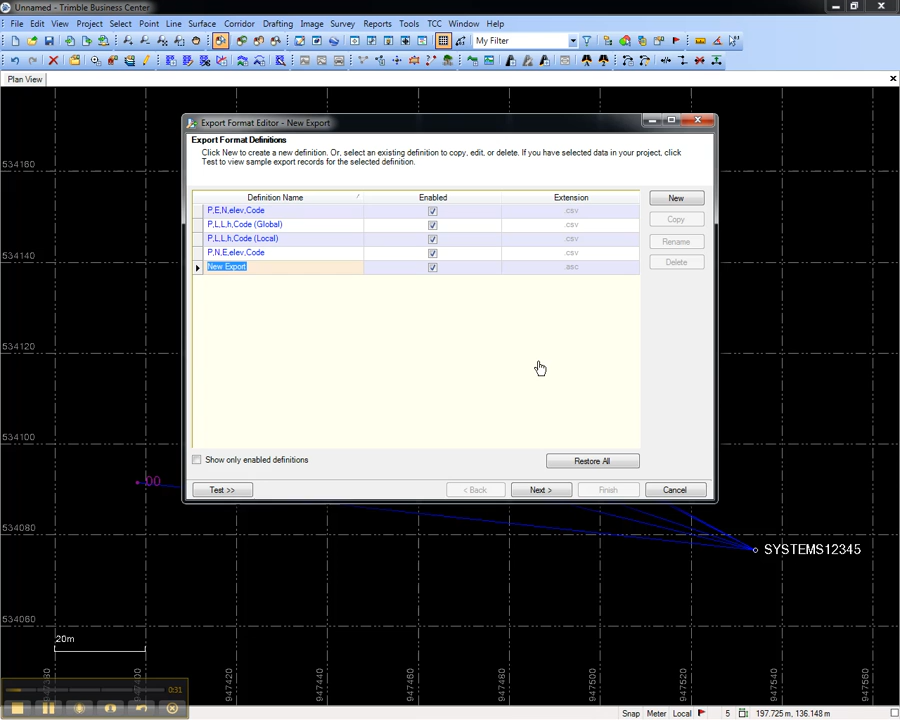 Unnamed - Trimble Business Center
File Edit View Project Select Point Line Surface Corridor Drafting Image Survey Reports Tools TCC Window Help
My Filter
Plan View
Export Format Editor - New Export
Export Format Definitions
Click New to create a new definition. Or, select an existing definition to copy, edit, or delete. If you have selected data in your project, click
Test to view sample export records for the selected definition.
Definition Name Enabled Extension
P,E,N,elev,Code .csv
P,L,L,h,Code (Global) .csv
P,L,L,h,Code (Local) .csv
P,N,E,elev,Code .csv
New Export .asc
New
Copy
Rename
Delete
Show only enabled definitions
Restore All
Test >>
< Back
Next >
Finish
Cancel
534160
534140
534120
534100
534080
534060
00
SYSTEMS12345
20m
947380
947400
947420
947440
947460
947480
947500
947520
947540
947560
0:31
Snap Meter Local 5 197.725 m, 136.148 m